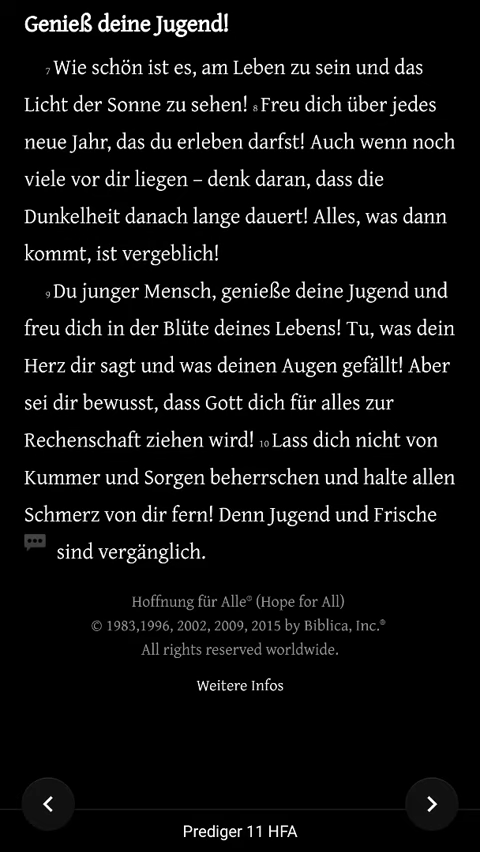 Genieß deine Jugend!
7 Wie schön ist es, am Leben zu sein und das
Licht der Sonne zu sehen! 8 Freu dich über jedes
neue Jahr, das du erleben darfst! Auch wenn noch
viele vor dir liegen – denk daran, dass die
Dunkelheit danach lange dauert! Alles, was dann
kommt, ist vergeblich!
9 Du junger Mensch, genieße deine Jugend und
freu dich in der Blüte deines Lebens! Tu, was dein
Herz dir sagt und was deinen Augen gefällt! Aber
sei dir bewusst, dass Gott dich für alles zur
Rechenschaft ziehen wird! 10 Lass dich nicht von
Kummer und Sorgen beherrschen und halte allen
Schmerz von dir fern! Denn Jugend und Frische
sind vergänglich.
Hoffnung für Alle® (Hope for All)
© 1983,1996, 2002, 2009, 2015 by Biblica, Inc.®
All rights reserved worldwide.
Weitere Infos
Prediger 11 HFA